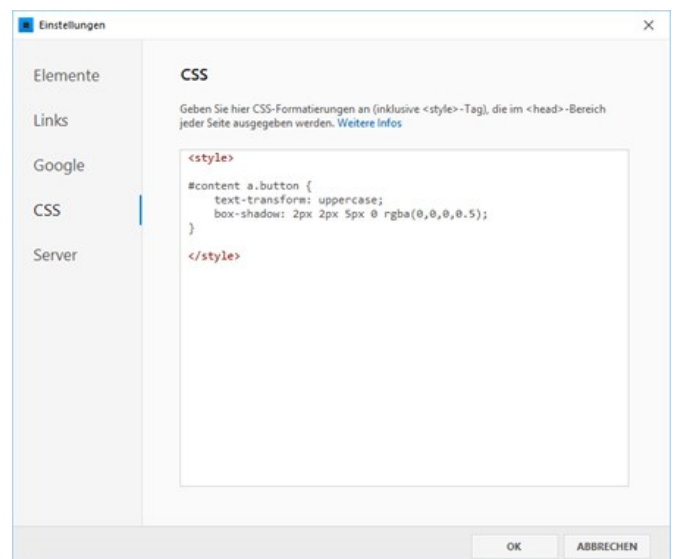 Einstellungen
Elemente
Links
Google
CSS
Server
CSS
Geben Sie hier CSS-Formatierungen an (inklusive <style>-Tag), die im <head>-Bereich
jeder Seite ausgegeben werden. Weitere Infos
<style>
#content a.button {
    text-transform: uppercase;
    box-shadow: 2px 2px 5px 0 rgba(0,0,0,0.5);
}
</style>
OK
ABBRECHEN